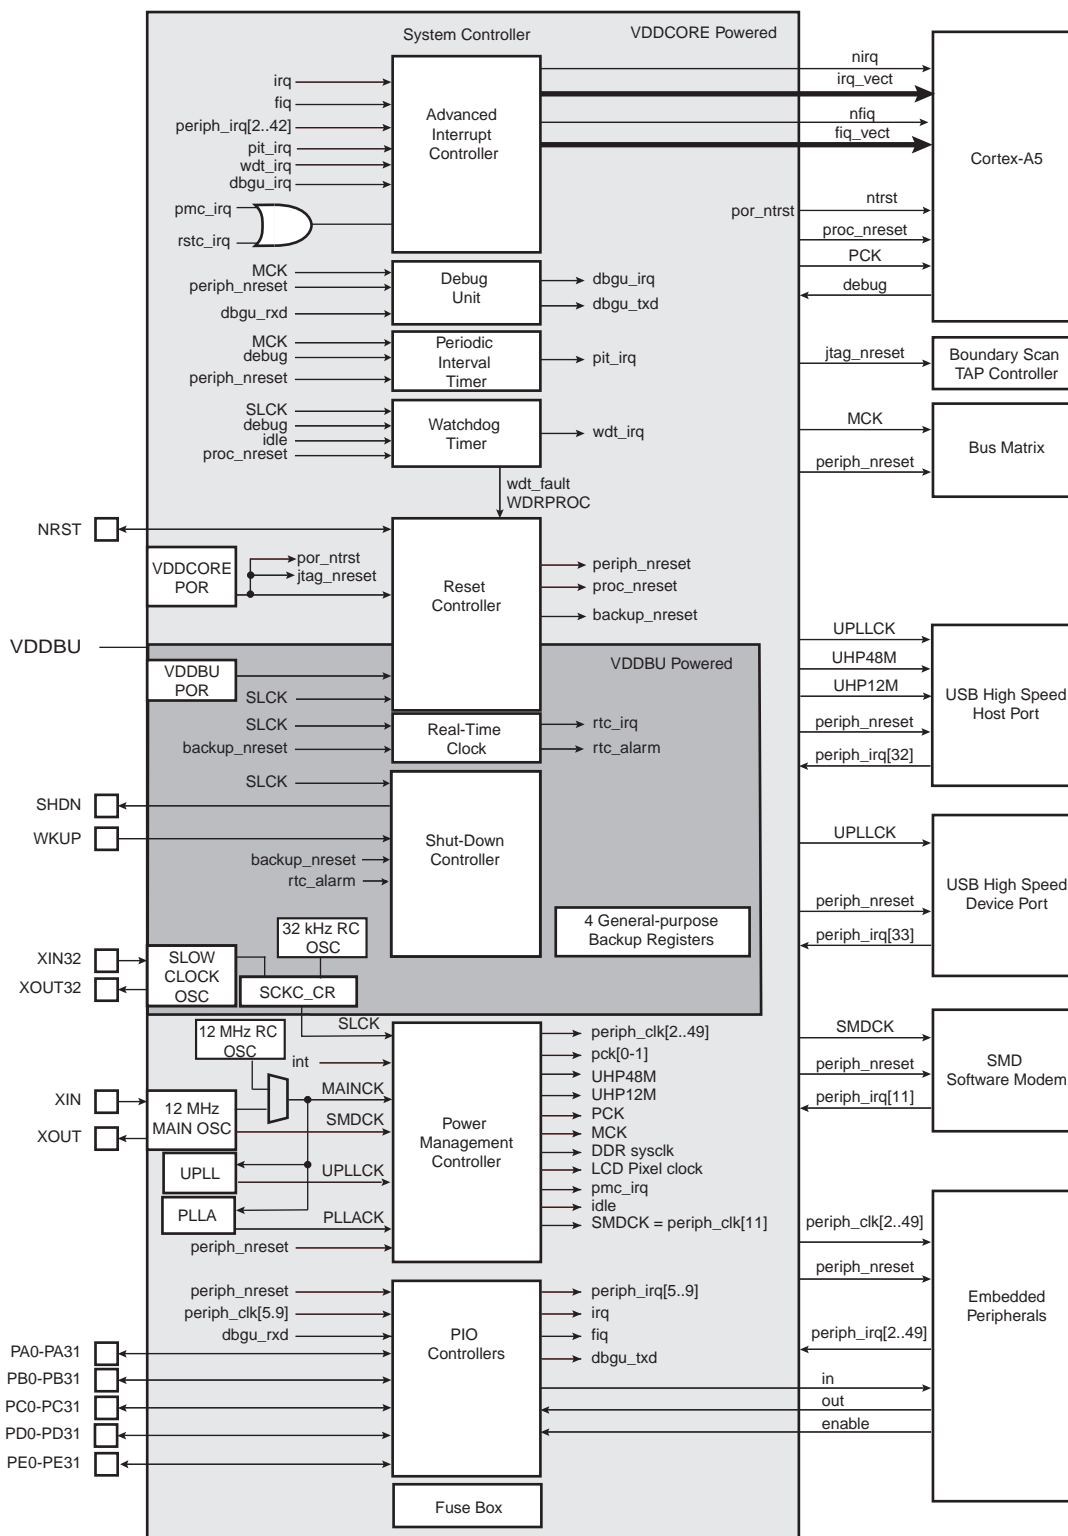 System Controller
VDDCORE Powered
irq
fiq
periph_irq[2..42]
pit_irq
wdt_irq
dbgu_irq
pmc_irq
rstc_irq
Advanced
Interrupt
Controller
nirq
irq_vect
nfiq
fiq_vect
por_ntrst
ntrst
proc_nreset
PCK
debug
Cortex-A5
MCK
periph_nreset
dbgu_rxd
Debug
Unit
dbgu_irq
dbgu_txd
MCK
debug
periph_nreset
Periodic
Interval
Timer
pit_irq
jtag_nreset
Boundary Scan
TAP Controller
SLCK
debug
idle
proc_nreset
Watchdog
Timer
wdt_irq
MCK
periph_nreset
Bus Matrix
wdt_fault
WDRPROC
NRST
VDDCORE
POR
por_ntrst
jtag_nreset
Reset
Controller
periph_nreset
proc_nreset
backup_nreset
VDDBU
VDDBU Powered
VDDBU
POR
SLCK
UPLLCK
UHP48M
UHP12M
periph_nreset
periph_irq[32]
USB High Speed
Host Port
SLCK
backup_nreset
Real-Time
Clock
rtc_irq
rtc_alarm
SLCK
SHDN
WKUP
backup_nreset
rtc_alarm
Shut-Down
Controller
UPLLCK
periph_nreset
periph_irq[33]
USB High Speed
Device Port
4 General-purpose
Backup Registers
32 kHz RC
OSC
XIN32
XOUT32
SLOW
CLOCK
OSC
SCKC_CR
SLCK
12 MHz RC
OSC
int
MAINCK
XIN
XOUT
12 MHz
MAIN OSC
SMDCK
UPLL
UPLLCK
PLLA
PLLACK
periph_nreset
Power
Management
Controller
periph_clk[2..49]
pck[0-1]
UHP48M
UHP12M
PCK
MCK
DDR sysclk
LCD Pixel clock
pmc_irq
idle
SMDCK = periph_clk[11]
SMDCK
periph_nreset
periph_irq[11]
SMD
Software Modem
periph_nreset
periph_clk[5.9]
dbgu_rxd
PA0-PA31
PB0-PB31
PC0-PC31
PD0-PD31
PE0-PE31
PIO
Controllers
periph_irq[5..9]
irq
fiq
dbgu_txd
periph_clk[2..49]
periph_nreset
periph_irq[2..49]
in
out
enable
Embedded
Peripherals
Fuse Box